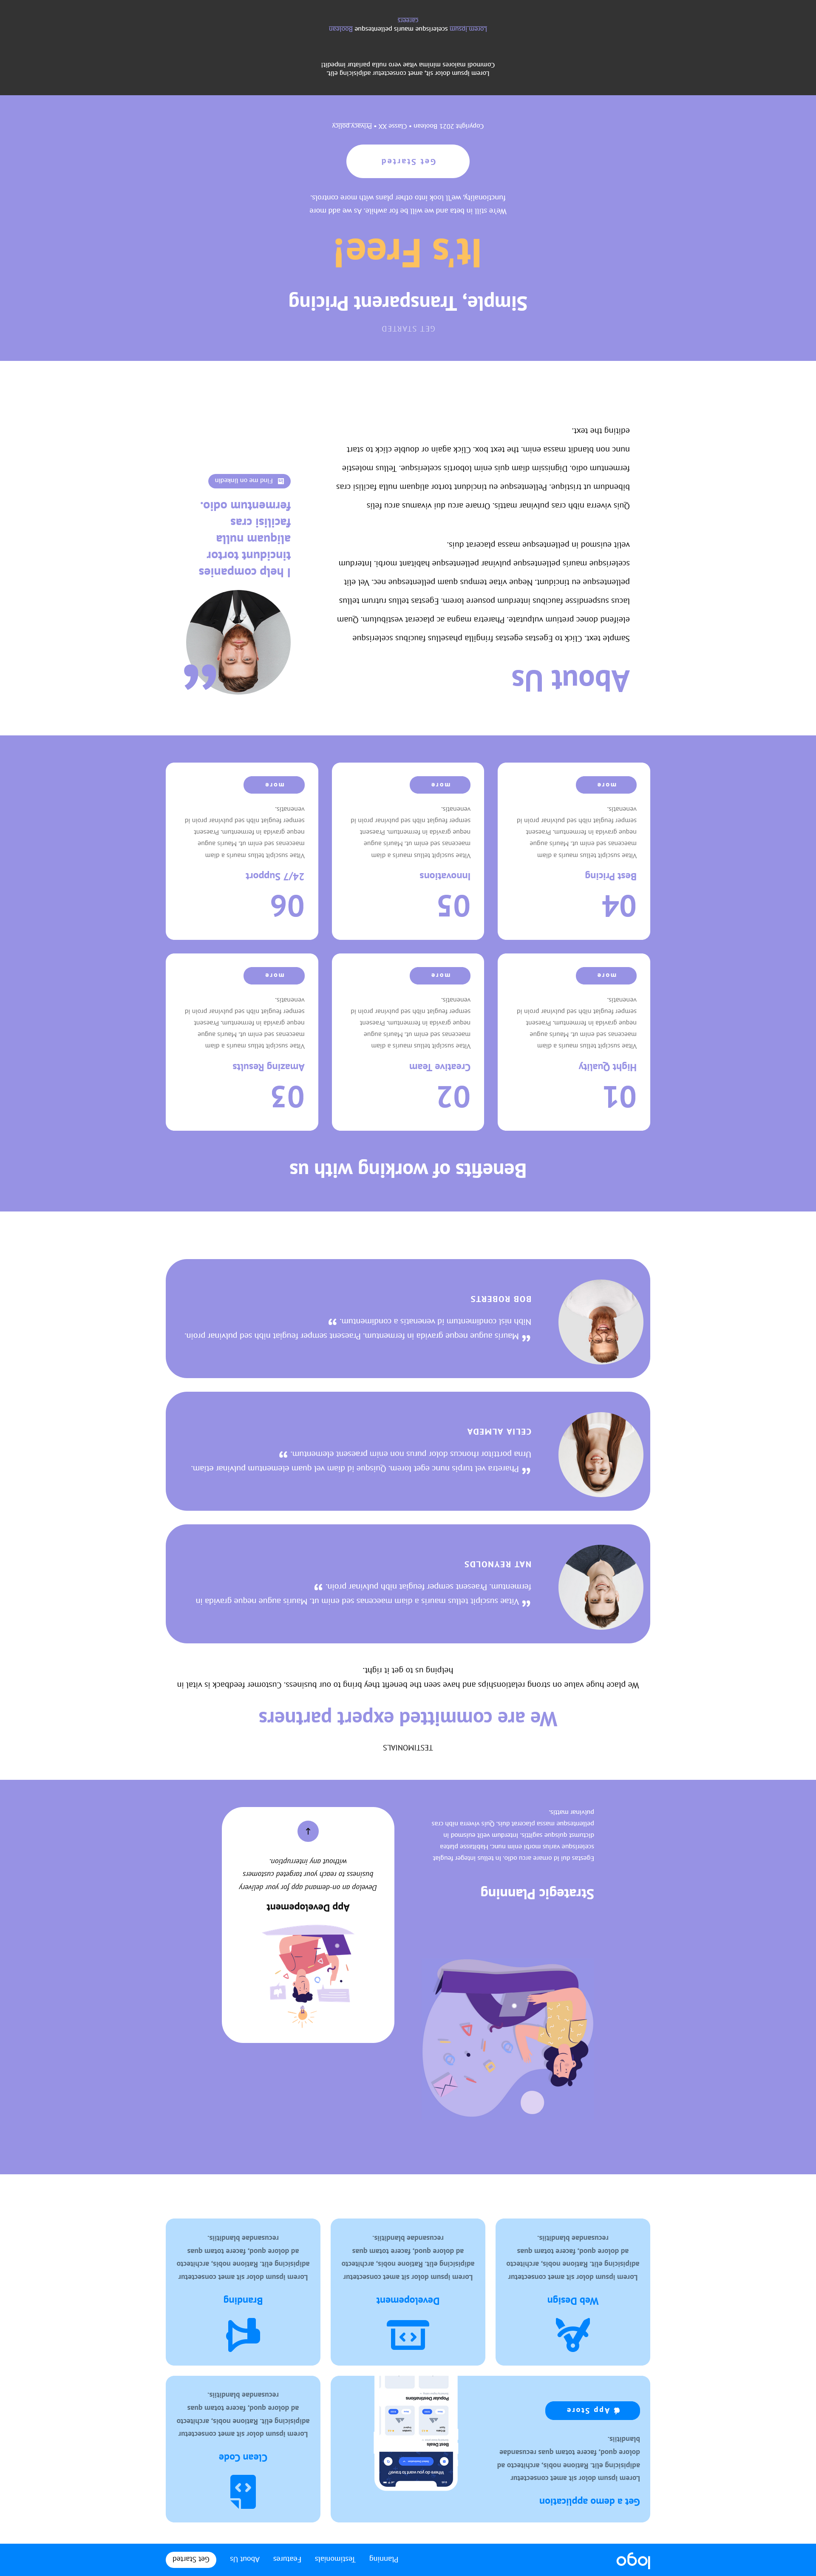 logo
Planning
Testimonials
Features
About Us
Get Started
Get a demo application
Lorem ipsum dolor sit amet consectetur
adipisicing elit. Ratione nobis, architecto ad
dolore quod, facere totam quas recusandae
blanditiis.
App Store
Where do you want to travel?
Best Deals
Popular Destinations
Clean Code
Lorem ipsum dolor sit amet consectetur
adipisicing elit. Ratione nobis, architecto
ad dolore quod, facere totam quas
recusandae blanditiis.
Web Design
Lorem ipsum dolor sit amet consectetur
adipisicing elit. Ratione nobis, architecto
ad dolore quod, facere totam quas
recusandae blanditiis.
Developement
Lorem ipsum dolor sit amet consectetur
adipisicing elit. Ratione nobis, architecto
ad dolore quod, facere totam quas
recusandae blanditiis.
Branding
Lorem ipsum dolor sit amet consectetur
adipisicing elit. Ratione nobis, architecto
ad dolore quod, facere totam quas
recusandae blanditiis.
Strategic Planning
Egestas dui id ornare arcu odio. In tellus integer feugiat
scelerisque varius morbi enim nunc. Habitasse platea
dictumst quisque sagittis. Interdum velit euismod in
pellentesque massa placerat duis. Quis viverra nibh cras
pulvinar mattis.
App Developement
Develop an on-demand app for your delivery
business to reach your targeted customers
without any interruption.
TESTIMONIALS
We are committed expert partners
We place huge value on strong relationships and have seen the benefit they bring to our business. Customer feedback is vital in
helping us to get it right.
“ Vitae suscipit tellus mauris a diam maecenas sed enim ut. Mauris augue neque gravida in
fermentum. Praesent semper feugiat nibh pulvinar proin. ”
NAT REYNOLDS
“ Pharetra vel turpis nunc eget lorem. Quisque id diam vel quam elementum pulvinar etiam.
Urna porttitor rhoncus dolor purus non enim praesent elementum. ”
CELIA ALMEDA
“ Mauris augue neque gravida in fermentum. Praesent semper feugiat nibh sed pulvinar proin.
Nibh nisl condimentum id venenatis a condimentum. ”
BOB ROBERTS
Benefits of working with us
01
Hight Quality
Vitae suscipit tellus mauris a diam
maecenas sed enim ut. Mauris augue
neque gravida in fermentum. Praesent
semper feugiat nibh sed pulvinar proin id
venenatis.
more
02
Creative Team
Vitae suscipit tellus mauris a diam
maecenas sed enim ut. Mauris augue
neque gravida in fermentum. Praesent
semper feugiat nibh sed pulvinar proin id
venenatis.
more
03
Amazing Results
Vitae suscipit tellus mauris a diam
maecenas sed enim ut. Mauris augue
neque gravida in fermentum. Praesent
semper feugiat nibh sed pulvinar proin id
venenatis.
more
04
Best Pricing
Vitae suscipit tellus mauris a diam
maecenas sed enim ut. Mauris augue
neque gravida in fermentum. Praesent
semper feugiat nibh sed pulvinar proin id
venenatis.
more
05
Innovations
Vitae suscipit tellus mauris a diam
maecenas sed enim ut. Mauris augue
neque gravida in fermentum. Praesent
semper feugiat nibh sed pulvinar proin id
venenatis.
more
06
24/7 Support
Vitae suscipit tellus mauris a diam
maecenas sed enim ut. Mauris augue
neque gravida in fermentum. Praesent
semper feugiat nibh sed pulvinar proin id
venenatis.
more
About Us
Sample text. Click to Egestas egestas fringilla phasellus faucibus scelerisque
eleifend donec pretium vulputate. Pharetra magna ac placerat vestibulum. Quam
lacus suspendisse faucibus interdum posuere lorem. Egestas tellus rutrum tellus
pellentesque eu tincidunt. Neque vitae tempus quam pellentesque nec. Vet elit
scelerisque mauris pellentesque pulvinar pellentesque habitant morbi. Interdum
velit euismod in pellentesque massa placerat duis.
Quis viverra nibh cras pulvinar mattis. Ornare arcu dui vivamus arcu felis
bibendum ut tristique. Pellentesque eu tincidunt tortor aliquam nulla facilisi cras
fermentum odio. Dignissim diam quis enim lobortis scelerisque. Tellus molestie
nunc non blandit massa enim. the text box. Click again or double click to start
editing the text.
“
I help companies
tincidunt tortor
aliquam nulla
facilisi cras
fermentum odio.
Find me on linkedin
GET STARTED
Simple, Transparent Pricing
It's Free!
We're still in beta and we will be for awhile. As we add more
functionality, we'll look into other plans with more controls.
Get Started
Copyright 2021 Boolean • Classe XX • Privacy policy
Lorem ipsum dolor sit, amet consectetur adipisicing elit.
Commodi maiores minima vitae vero nulla pariatur impedit!
Lorem ipsum scelerisque mauris pellentesque Boolean
Careers